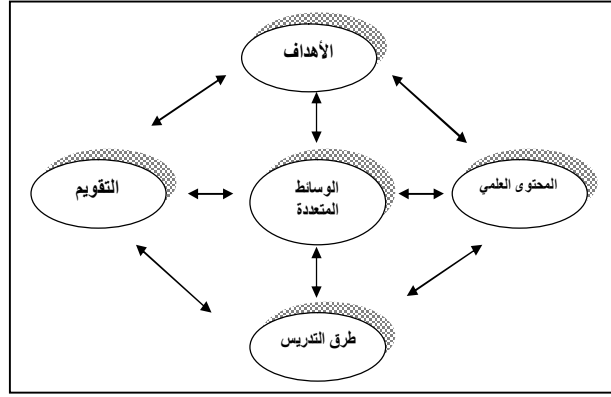 الأهداف
المحتوى العلمي
الوسائط
المتعددة
التقويم
طرق التدريس